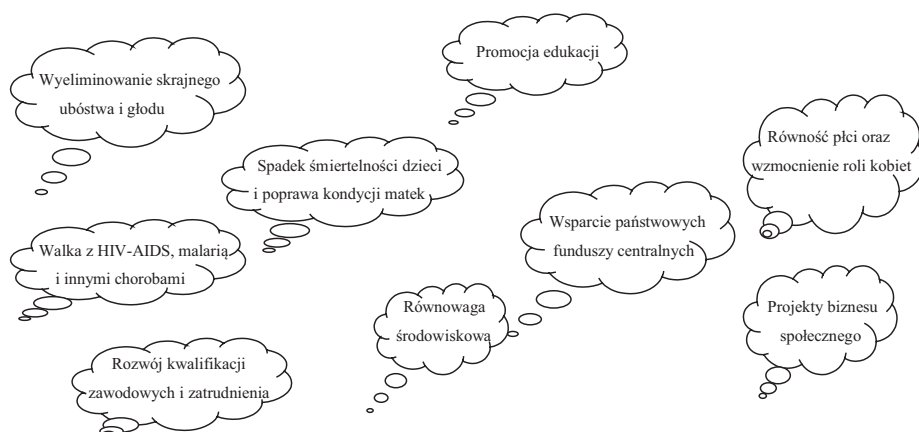 Promocja edukacji
Wyeliminowanie skrajnego
ubóstwa i głodu
Równość płci oraz
wzmocnienie roli kobiet
Spadek śmiertelności dzieci
i poprawa kondycji matek
Wsparcie państwowych
funduszy centralnych
Walka z HIV-AIDS, malarią
i innymi chorobami
Równowaga
środowiskowa
Projekty biznesu
społecznego
Rozwój kwalifikacji
zawodowych i zatrudnienia